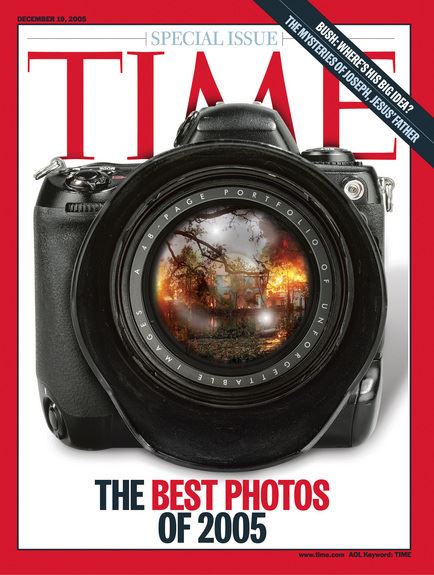 DECEMBER 19, 2005
SPECIAL ISSUE
TIME
BUSH: WHERE'S HIS BIG IDEA?
THE MYSTERIES OF JOSEPH, JESUS' FATHER
A 48-PAGE PORTFOLIO OF UNFORGETTABLE IMAGES
THE BEST PHOTOS
OF 2005
www.time.com AOL Keyword: TIME